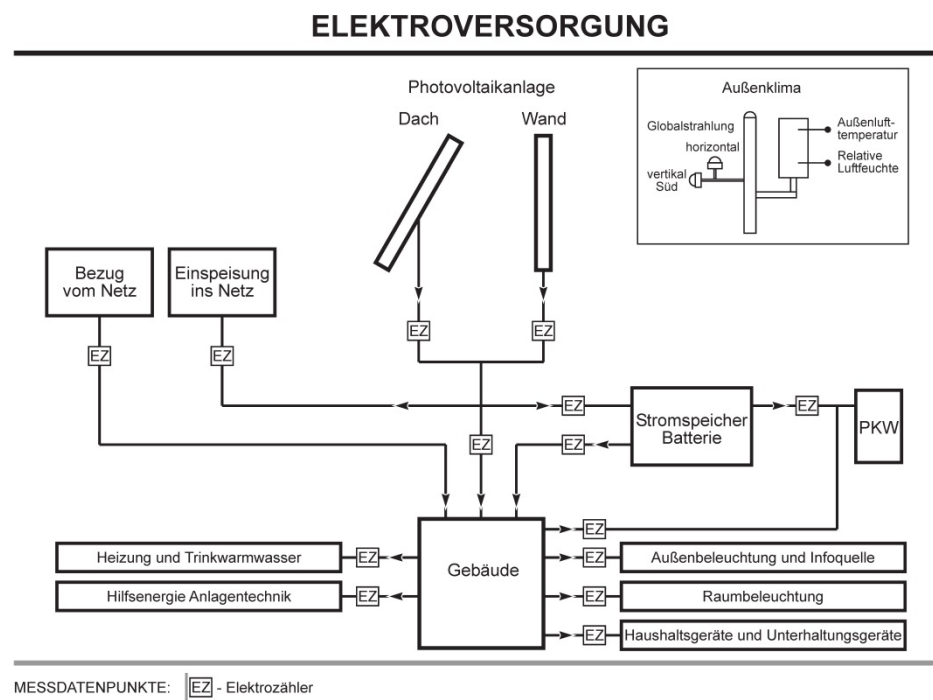 ELEKTROVERSORGUNG
Photovoltaikanlage
Dach
Wand
Außenklima
Globalstrahlung
horizontal
vertikal
Süd
Außenluft-
temperatur
Relative
Luftfeuchte
Bezug
vom Netz
Einspeisung
ins Netz
EZ
EZ
EZ
EZ
EZ
EZ
Stromspeicher
Batterie
PKW
EZ
EZ
EZ
Heizung und Trinkwarmwasser
EZ
Gebäude
EZ
Außenbeleuchtung und Infoquelle
Hilfsenergie Anlagentechnik
EZ
EZ
Raumbeleuchtung
EZ
Haushaltsgeräte und Unterhaltungsgeräte
MESSDATENPUNKTE: EZ - Elektrozähler